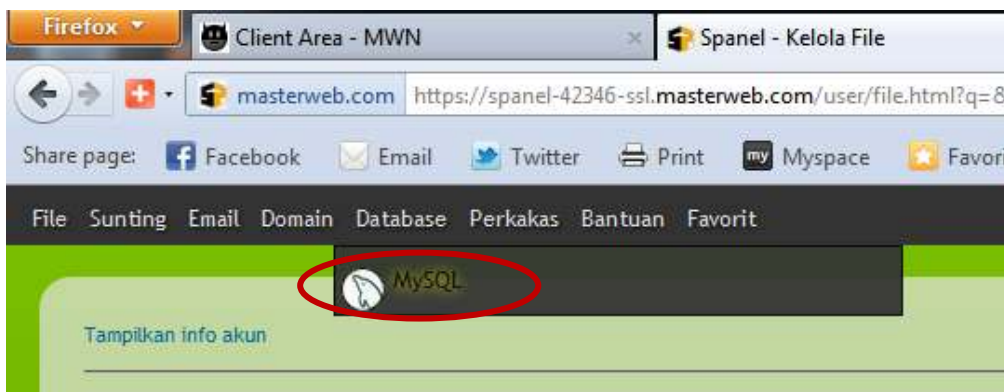 Firefox
Client Area - MWN
Spanel - Kelola File
masterweb.com https://spanel-42346-ssl.masterweb.com/user/file.html?q=&
Share page: Facebook Email Twitter Print my Myspace Favori
File Sunting Email Domain Database Perkakas Bantuan Favorit
MySQL
Tampilkan info akun